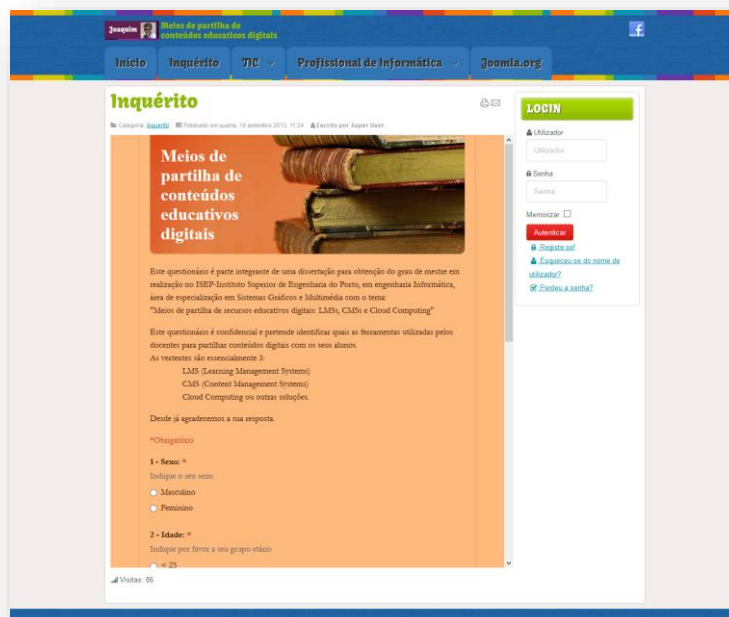 Joaquim
Meios de partilha de
conteúdos educaticos digitais
Início Inquérito TIC Profissional de Informática Joomla.org
Inquérito
Categoria: Inquerito Publicado em quarta, 18 setembro 2013, 11:24 Escrito por Super User
Meios de
partilha de
conteúdos
educativos
digitais
Este questionário é parte integrante de uma dissertação para obtenção do grau de mestre em
realização no ISEP-Instituto Superior de Engenharia do Porto, em engenharia Informática,
área de especialização em Sistemas Gráficos e Multimédia com o tema:
"Meios de partilha de recursos educativos digitais: LMSs, CMSs e Cloud Computing"
Este questionário é confidencial e pretende identificar quais as ferramentas utilizadas pelos
docentes para partilhar conteúdos digitais com os seus alunos.
As vertentes são essencialmente 3:
LMS (Learning Management Systems)
CMS (Content Management Systems)
Cloud Computing ou outras soluções.
Desde já agradecemos a sua resposta.
*Obrigatório
1 - Sexo: *
Indique o seu sexo
Masculino
Feminino
2 - Idade: *
Indique por favor a seu grupo etário
< 25
Visitas: 86
LOGIN
Utilizador
Utilizador
Senha
Senha
Memorizar
Autenticar
Registe-se!
Esqueceu-se do nome de
utilizador?
Perdeu a senha?